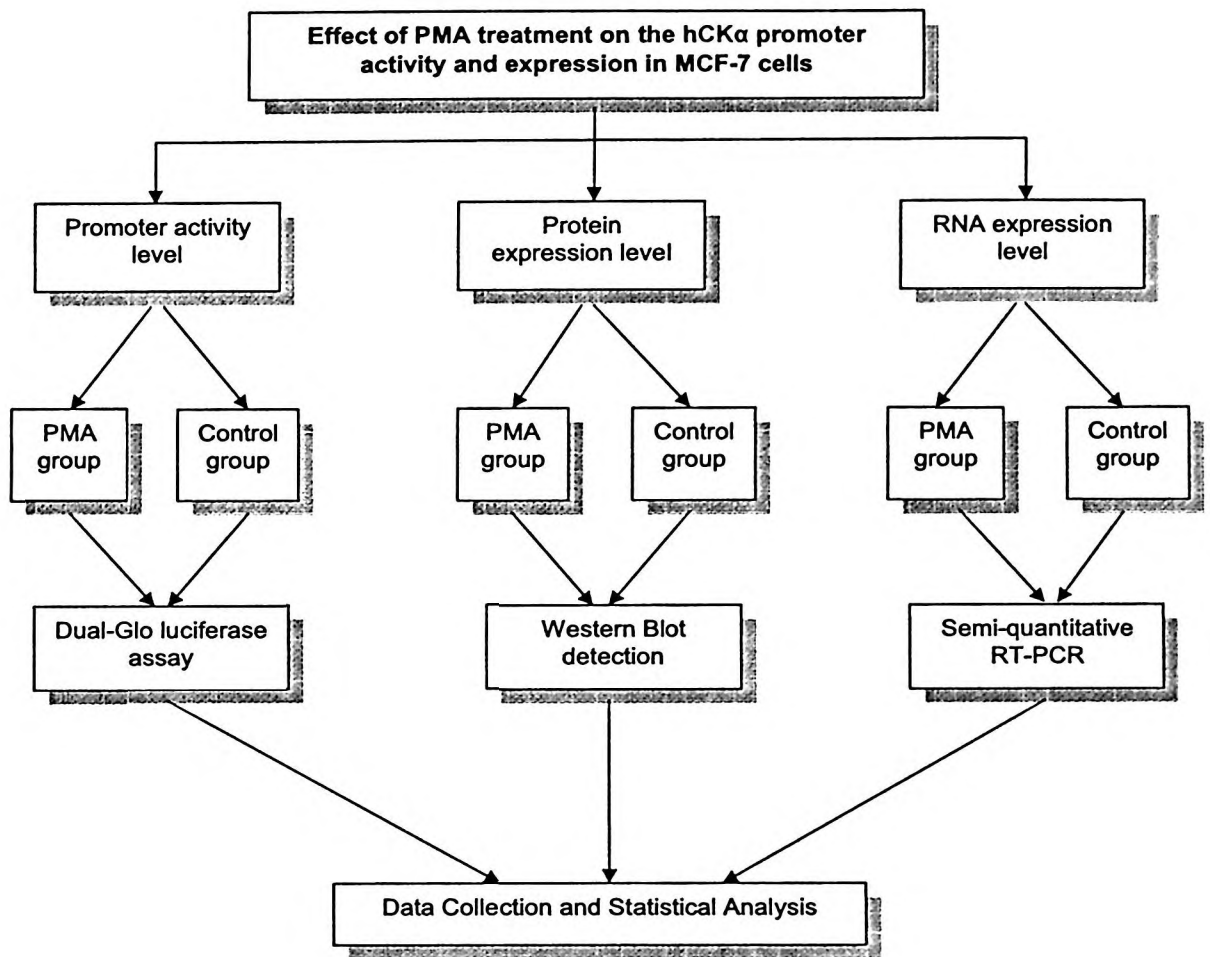 Effect of PMA treatment on the hCKα promoter
activity and expression in MCF-7 cells
Promoter activity
level
Protein
expression level
RNA expression
level
PMA
group
Control
group
PMA
group
Control
group
PMA
group
Control
group
Dual-Glo luciferase
assay
Western Blot
detection
Semi-quantitative
RT-PCR
Data Collection and Statistical Analysis